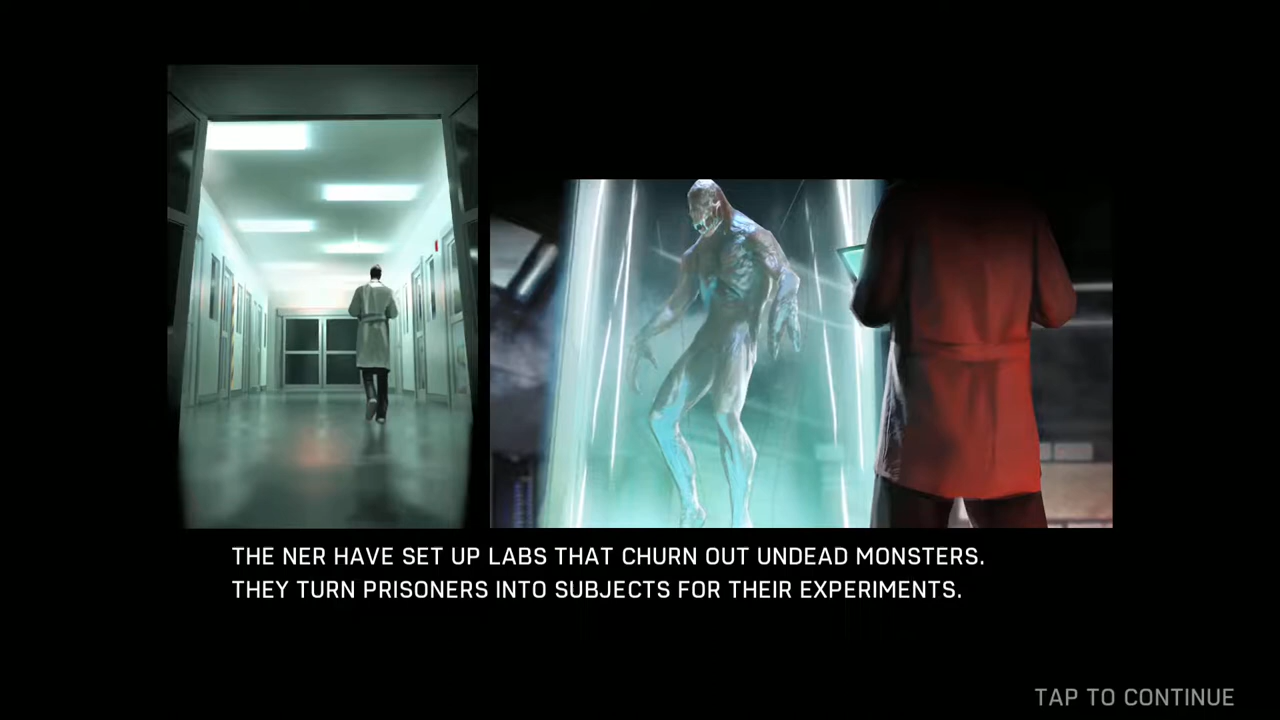 THE NER HAVE SET UP LABS THAT CHURN OUT UNDEAD MONSTERS.
THEY TURN PRISONERS INTO SUBJECTS FOR THEIR EXPERIMENTS.
TAP TO CONTINUE